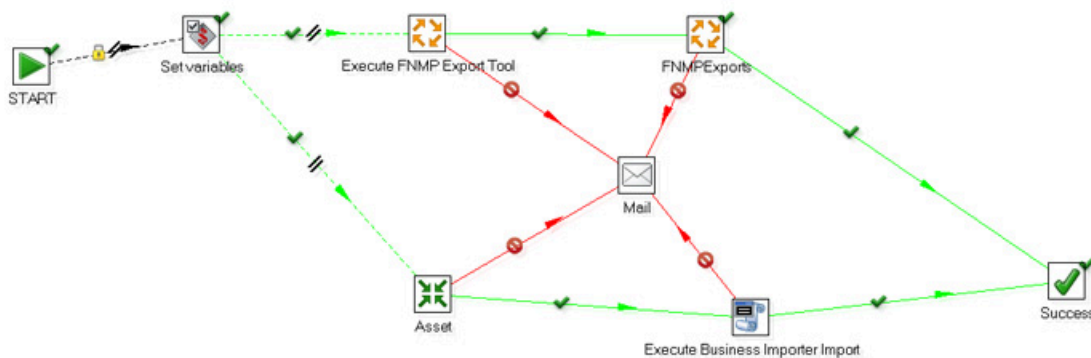 START
Set variables
Execute FNMP Export Tool
FNMPExports
Mail
Asset
Execute Business Importer Import
Success